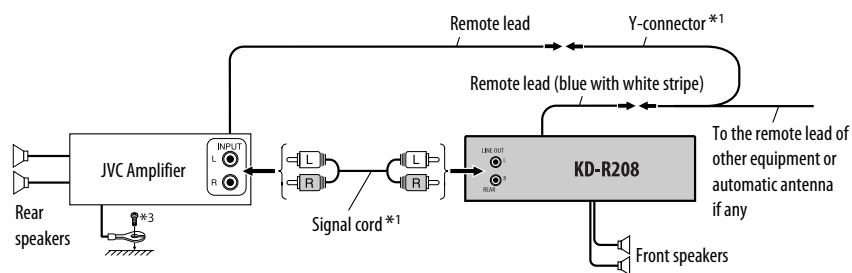 Remote lead
Y-connector *1
Remote lead (blue with white stripe)
To the remote lead of
other equipment or
automatic antenna
if any
JVC Amplifier
INPUT
L
R
L
R
L
R
LINE OUT
L
R
REAR
KD-R208
Rear
speakers
*3
Signal cord *1
Front speakers